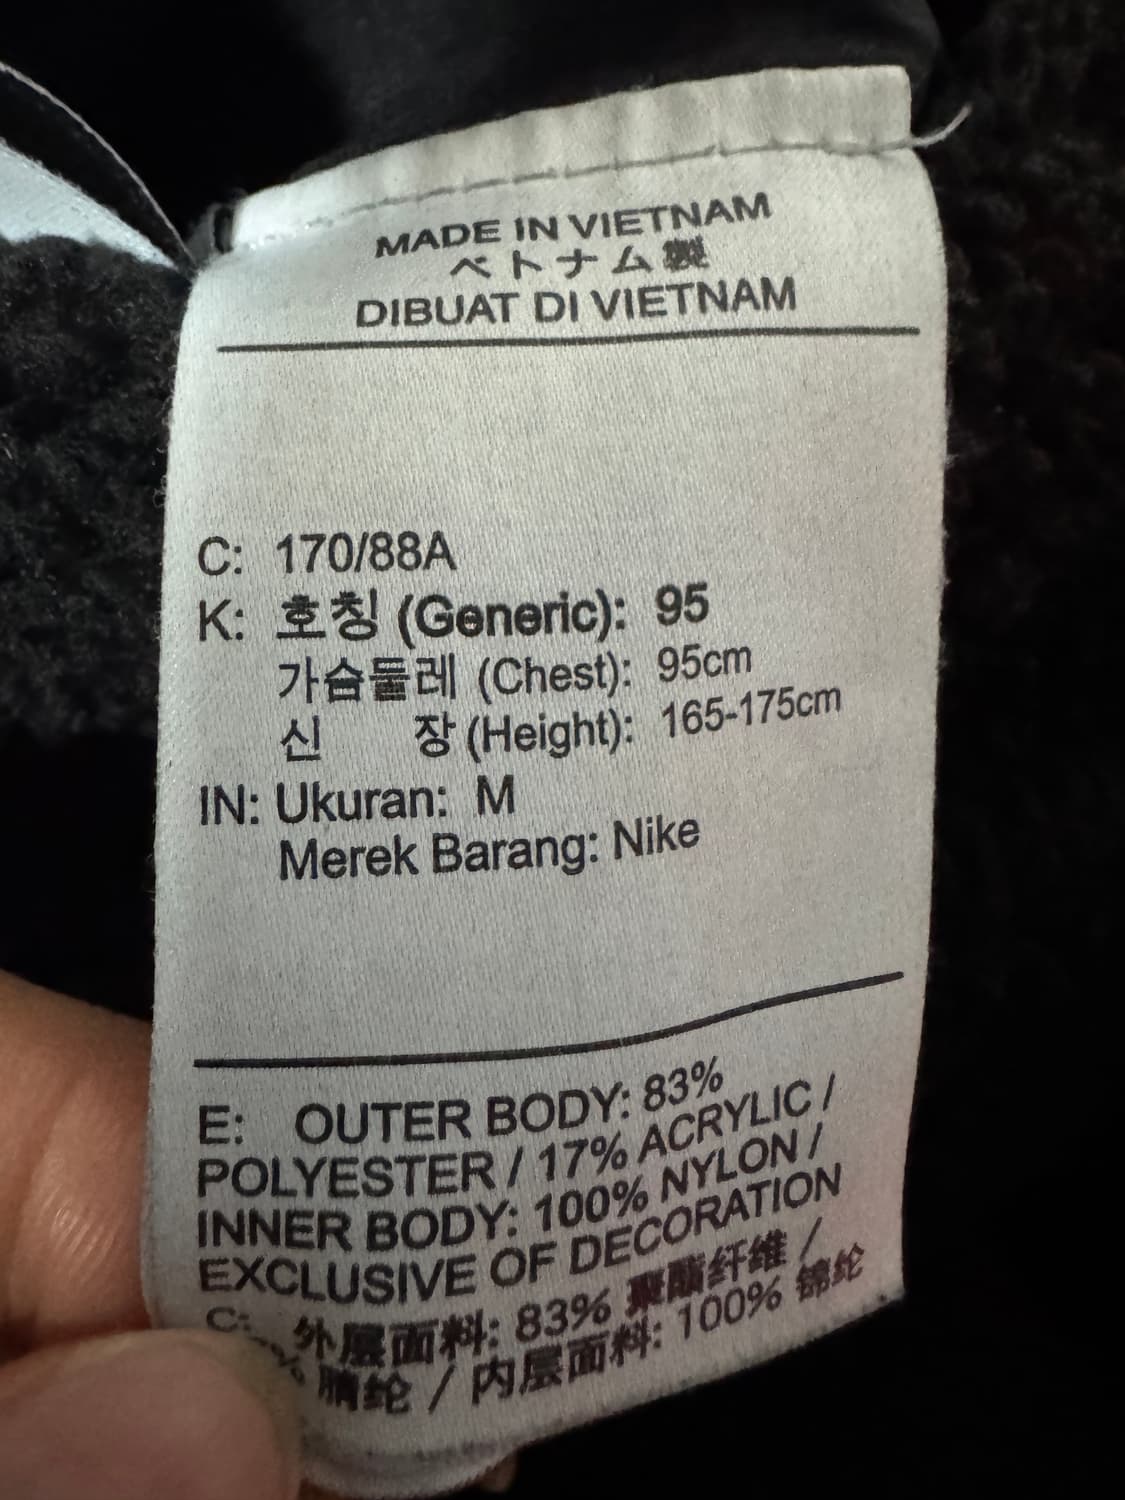 MADE IN VIETNAM
ベトナム製
DIBUAT DI VIETNAM
C: 170/88A
K: 호칭 (Generic): 95
가슴둘레 (Chest): 95cm
신 장 (Height): 165-175cm
IN: Ukuran: M
Merek Barang: Nike
E: OUTER BODY: 83%
POLYESTER / 17% ACRYLIC /
INNER BODY: 100% NYLON /
EXCLUSIVE OF DECORATION
C: 外层面料: 83% 聚酯纤维 /
% 腈纶 / 内层面料: 100% 锦纶